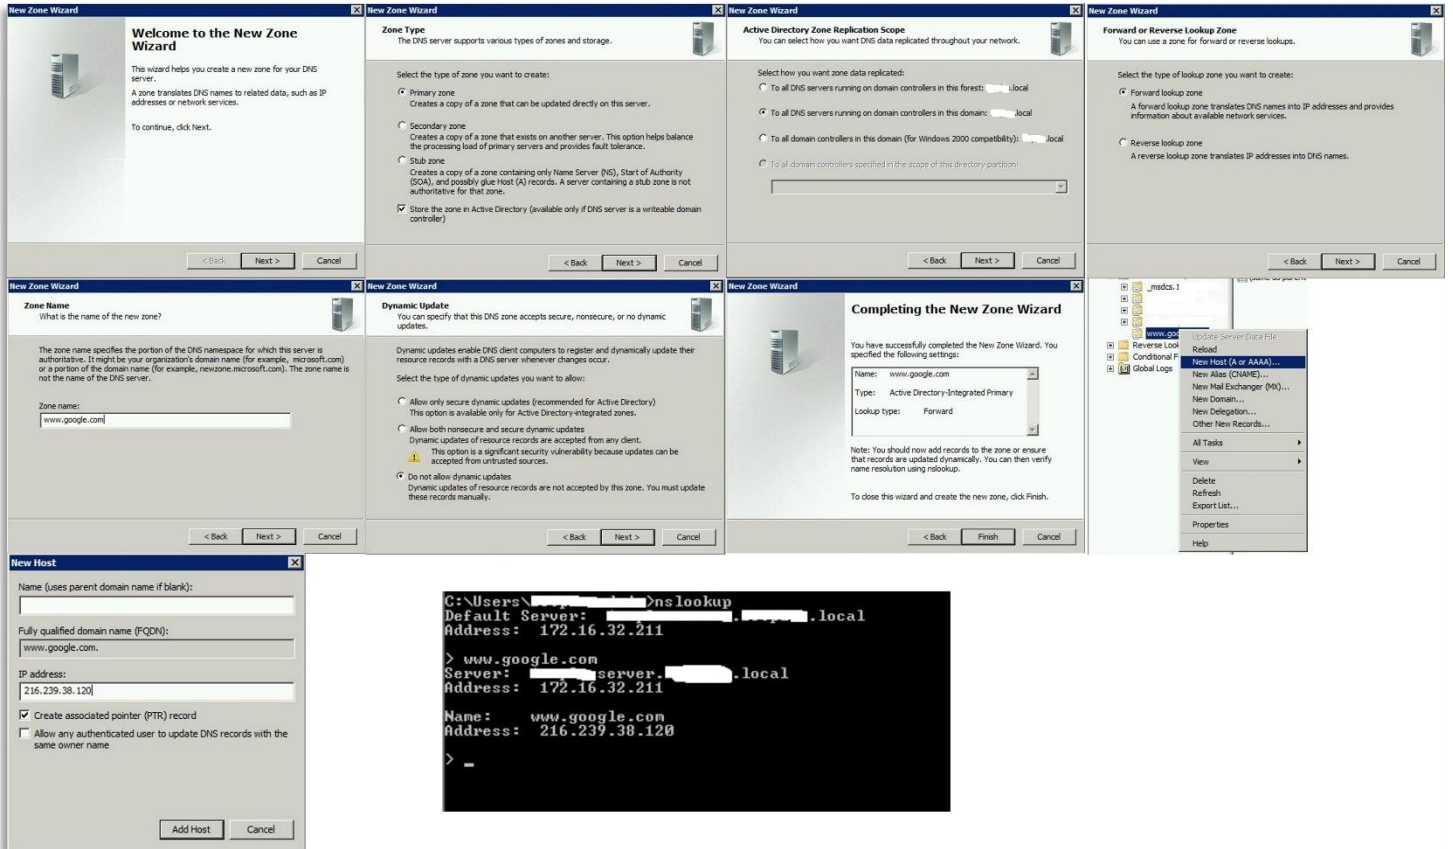 New Zone Wizard
Welcome to the New Zone
Wizard
This wizard helps you create a new zone for your DNS
server.
A zone translates DNS names to related data, such as IP
addresses or network services.
To continue, click Next.
< Back
Next >
Cancel
New Zone Wizard
Zone Type
The DNS server supports various types of zones and storage.
Select the type of zone you want to create:
Primary zone
Creates a copy of a zone that can be updated directly on this server.
Secondary zone
Creates a copy of a zone that exists on another server. This option helps balance
the processing load of primary servers and provides fault tolerance.
Stub zone
Creates a copy of a zone containing only Name Server (NS), Start of Authority
(SOA), and possibly glue Host (A) records. A server containing a stub zone is not
authoritative for that zone.
Store the zone in Active Directory (available only if DNS server is a writeable domain
controller)
< Back
Next >
Cancel
New Zone Wizard
Active Directory Zone Replication Scope
You can select how you want DNS data replicated throughout your network.
Select how you want zone data replicated:
To all DNS servers running on domain controllers in this forest: .local
To all DNS servers running on domain controllers in this domain: .local
To all domain controllers in this domain (for Windows 2000 compatibility): .local
To all domain controllers specified in the scope of this directory partition:
< Back
Next >
Cancel
New Zone Wizard
Forward or Reverse Lookup Zone
You can use a zone for forward or reverse lookups.
Select the type of lookup zone you want to create:
Forward lookup zone
A forward lookup zone translates DNS names into IP addresses and provides
information about available network services.
Reverse lookup zone
A reverse lookup zone translates IP addresses into DNS names.
< Back
Next >
Cancel
New Zone Wizard
Zone Name
What is the name of the new zone?
The zone name specifies the portion of the DNS namespace for which this server is
authoritative. It might be your organization's domain name (for example, microsoft.com)
or a portion of the domain name (for example, newzone.microsoft.com). The zone name is
not the name of the DNS server.
Zone name:
www.google.com
< Back
Next >
Cancel
New Zone Wizard
Dynamic Update
You can specify that this DNS zone accepts secure, nonsecure, or no dynamic
updates.
Dynamic updates enable DNS client computers to register and dynamically update their
resource records with a DNS server whenever changes occur.
Select the type of dynamic updates you want to allow:
Allow only secure dynamic updates (recommended for Active Directory)
This option is available only for Active Directory-integrated zones.
Allow both nonsecure and secure dynamic updates
Dynamic updates of resource records are accepted from any client.
This option is a significant security vulnerability because updates can be
accepted from untrusted sources.
Do not allow dynamic updates
Dynamic updates of resource records are not accepted by this zone. You must update
these records manually.
< Back
Next >
Cancel
New Zone Wizard
Completing the New Zone Wizard
You have successfully completed the New Zone Wizard. You
specified the following settings:
Name: www.google.com
Type: Active Directory-Integrated Primary
Lookup type: Forward
Note: You should now add records to the zone or ensure
that records are updated dynamically. You can then verify
name resolution using nslookup.
To close this wizard and create the new zone, click Finish.
< Back
Finish
Cancel
_msdcs.
www.goo
Reverse Look
Conditional F
Global Logs
Update Server Data File
Reload
New Host (A or AAAA)...
New Alias (CNAME)...
New Mail Exchanger (MX)...
New Domain...
New Delegation...
Other New Records...
All Tasks
View
Delete
Refresh
Export List...
Properties
Help
New Host
Name (uses parent domain name if blank):
Fully qualified domain name (FQDN):
www.google.com.
IP address:
216.239.38.120
Create associated pointer (PTR) record
Allow any authenticated user to update DNS records with the
same owner name
Add Host
Cancel
C:\Users\ >nslookup
Default Server: . .local
Address: 172.16.32.211
> www.google.com
Server: server. .local
Address: 172.16.32.211
Name: www.google.com
Address: 216.239.38.120
> _